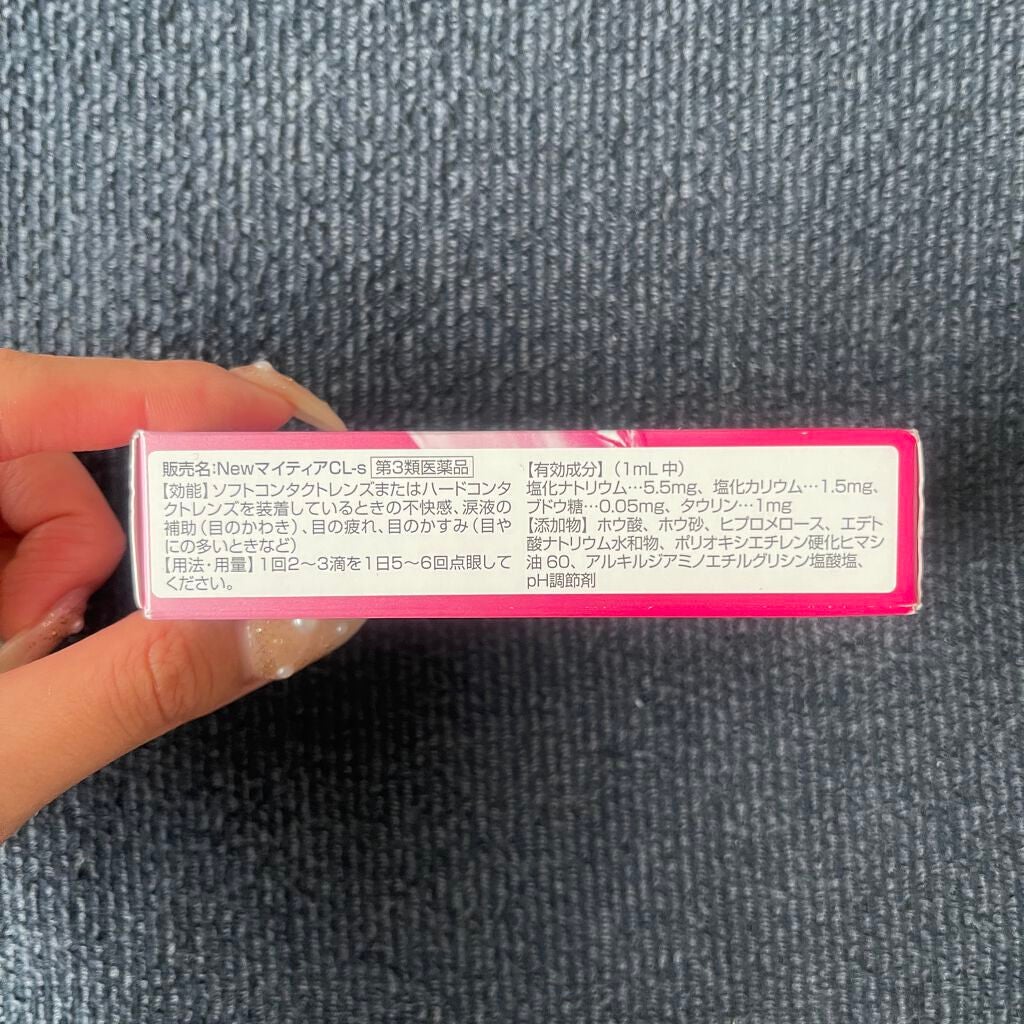 販売名:NewマイティアCL-s 第3類医薬品
【効能】ソフトコンタクトレンズまたはハードコンタ
クトレンズを装着しているときの不快感、涙液の
補助(目のかわき)、目の疲れ、目のかすみ(目や
にの多いときなど)
【用法・用量】1回2〜3滴を1日5〜6回点眼して
ください。
【有効成分】(1mL中)
塩化ナトリウム…5.5mg、塩化カリウム…1.5mg、
ブドウ糖…0.05mg、タウリン…1mg
【添加物】ホウ酸、ホウ砂、ヒプロメロース、エデト
酸ナトリウム水和物、ポリオキシエチレン硬化ヒマシ
油60、アルキルジアミノエチルグリシン塩酸塩、
pH調節剤